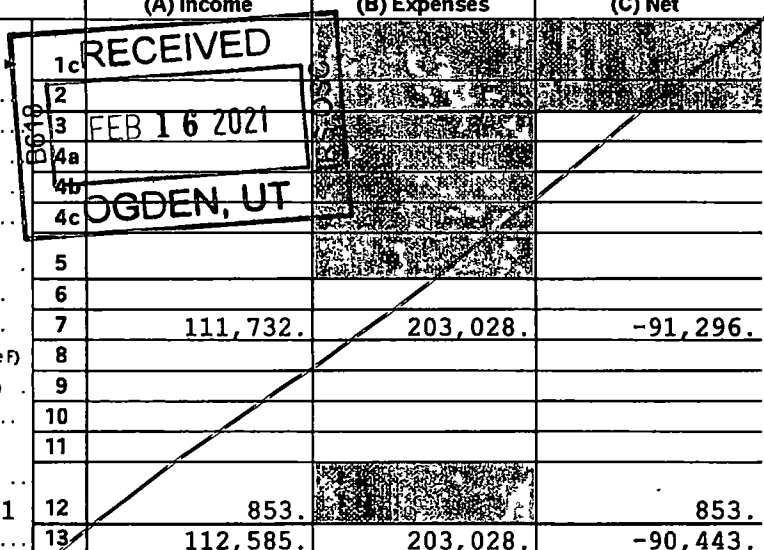 (A) Income (B) Expenses (C) Net
1c RECEIVED
2
3 FEB 16 2021
B610
4a
4b
4c OGDEN, UT
5
6
7 111,732. 203,028. -91,296.
8
9
10
11
1 12 853. 853.
13 112,585. 203,028. -90,443.